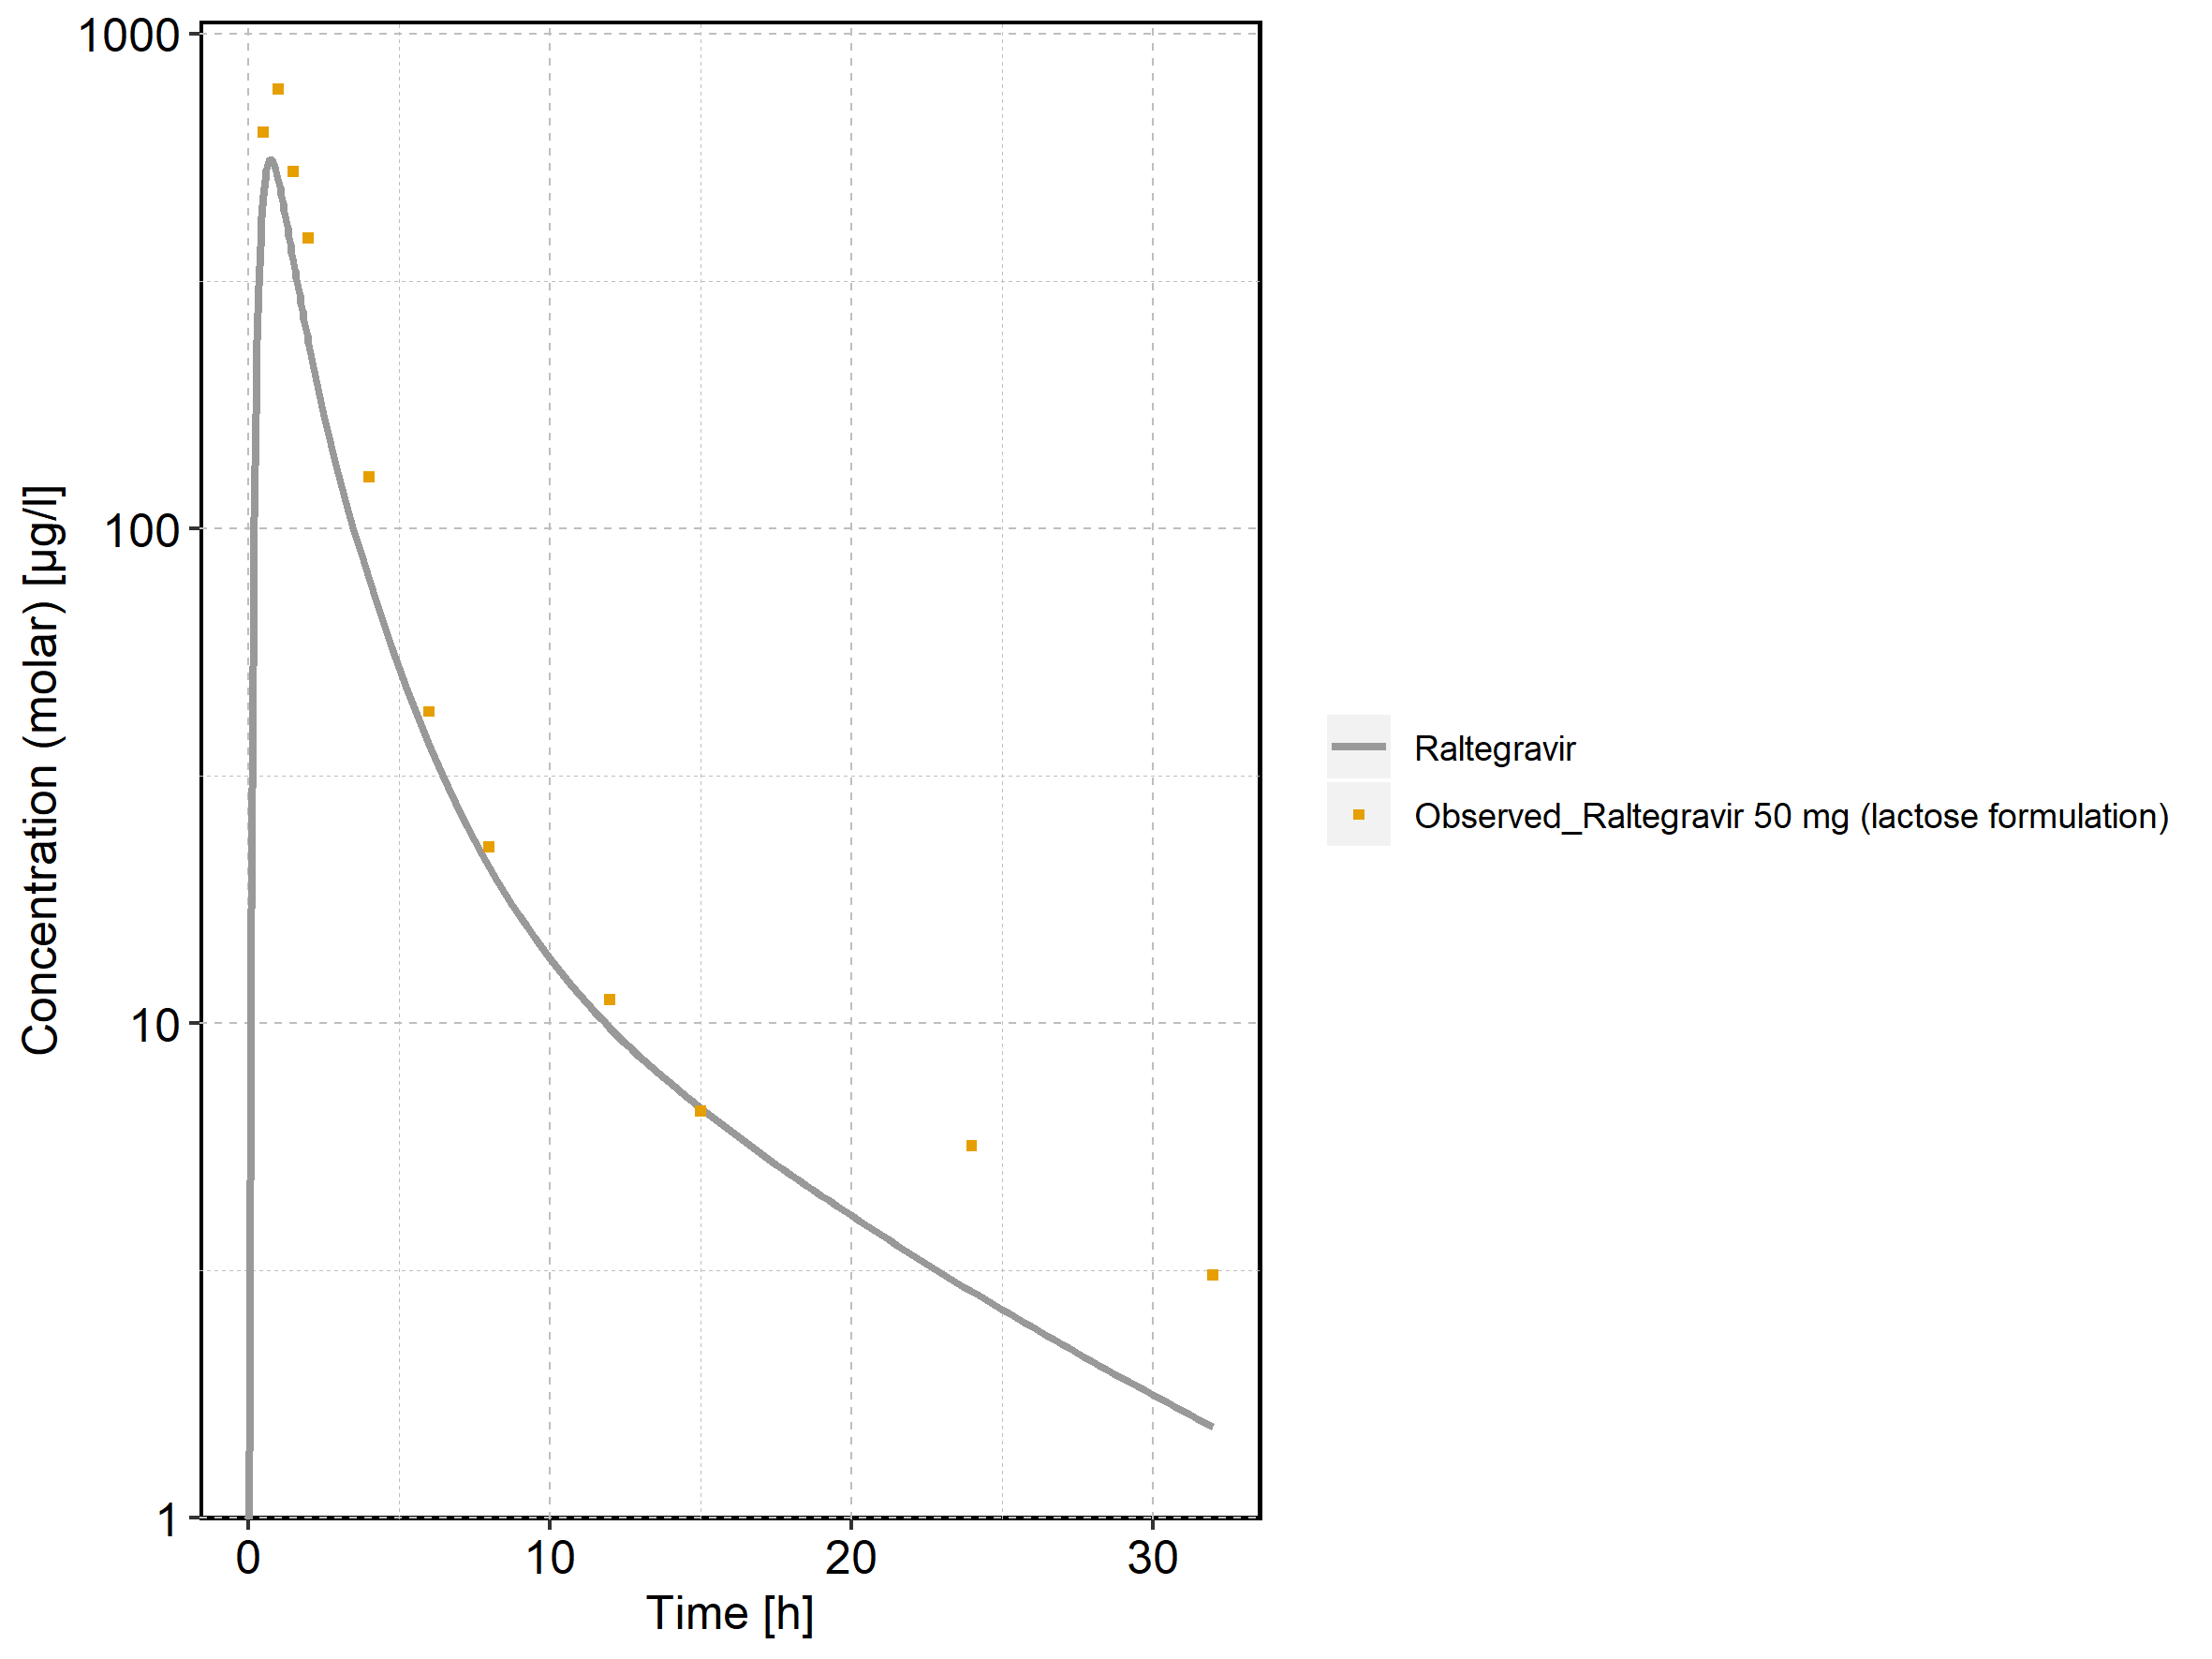 1000
100
10
1
Concentration (molar) [µg/l]
0 10 20 30
Time [h]
Raltegravir
Observed_Raltegravir 50 mg (lactose formulation)